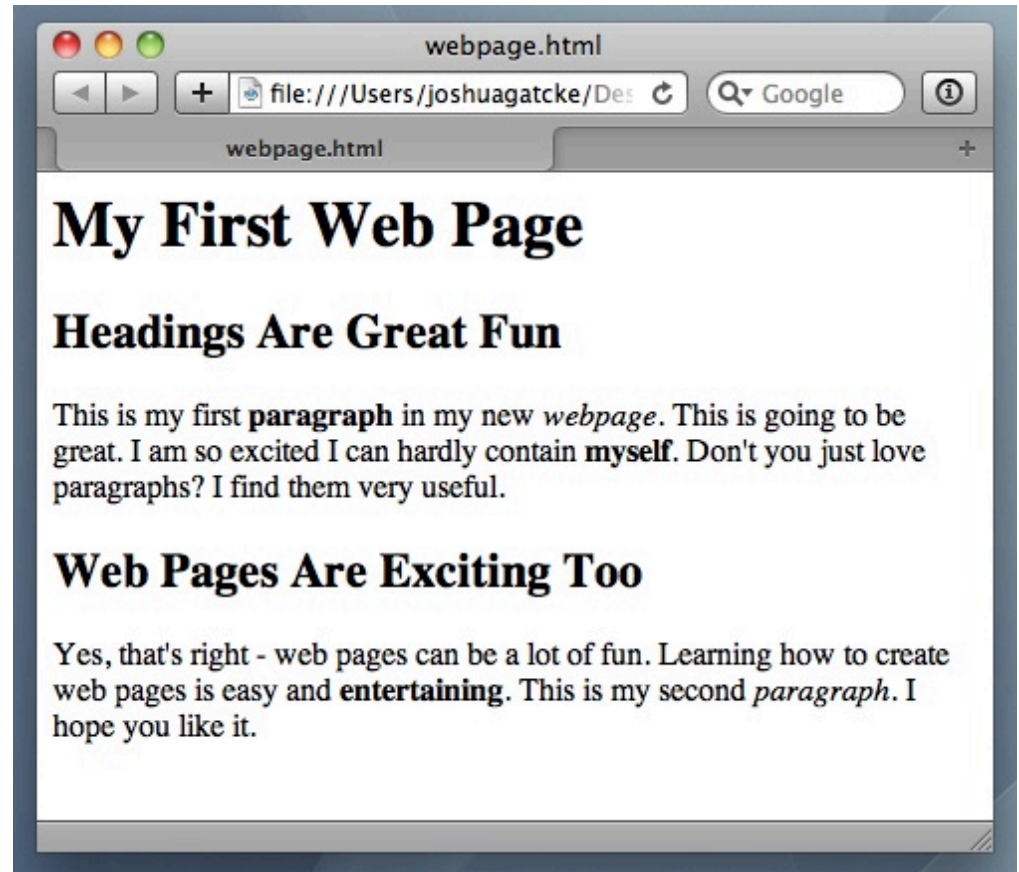 webpage.html
file:///Users/joshuagatcke/Des
Google
webpage.html
My First Web Page
Headings Are Great Fun
This is my first paragraph in my new webpage. This is going to be
great. I am so excited I can hardly contain myself. Don't you just love
paragraphs? I find them very useful.
Web Pages Are Exciting Too
Yes, that's right - web pages can be a lot of fun. Learning how to create
web pages is easy and entertaining. This is my second paragraph. I
hope you like it.